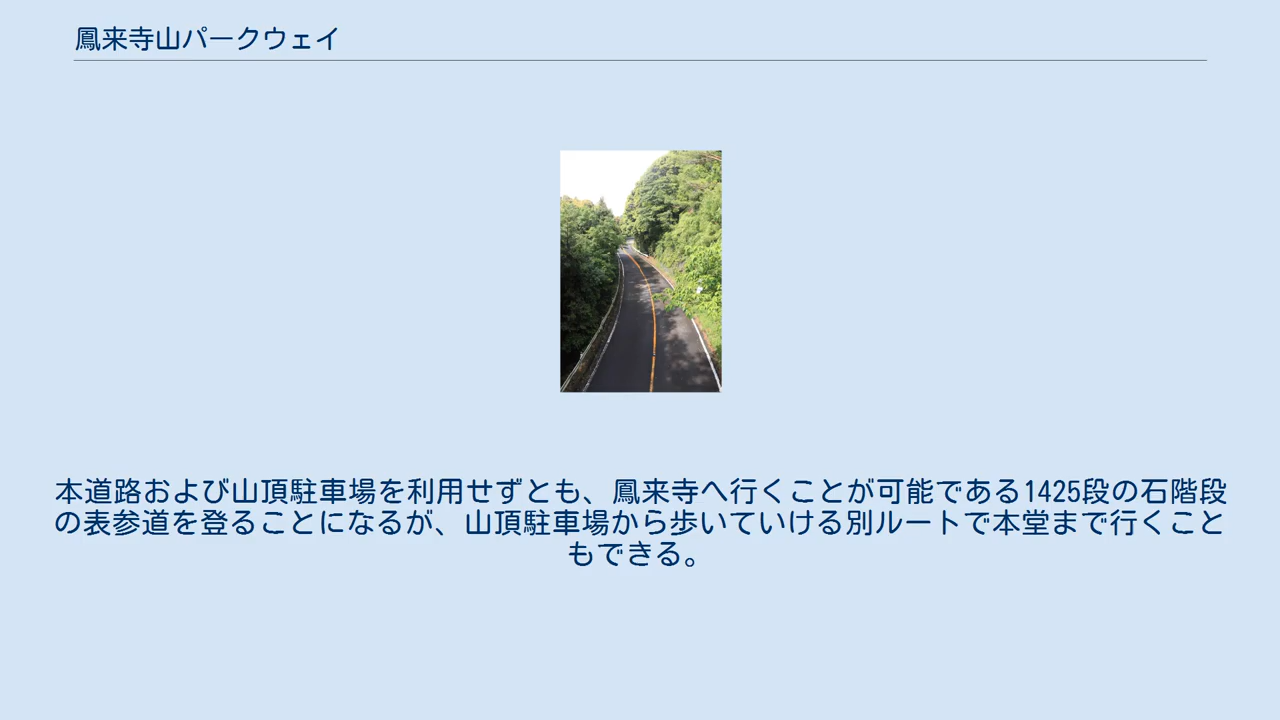 鳳来寺山パークウェイ
本道路および山頂駐車場を利用せずとも、鳳来寺へ行くことが可能である1425段の石階段
の表参道を登ることになるが、山頂駐車場から歩いていける別ルートで本堂まで行くこと
もできる。